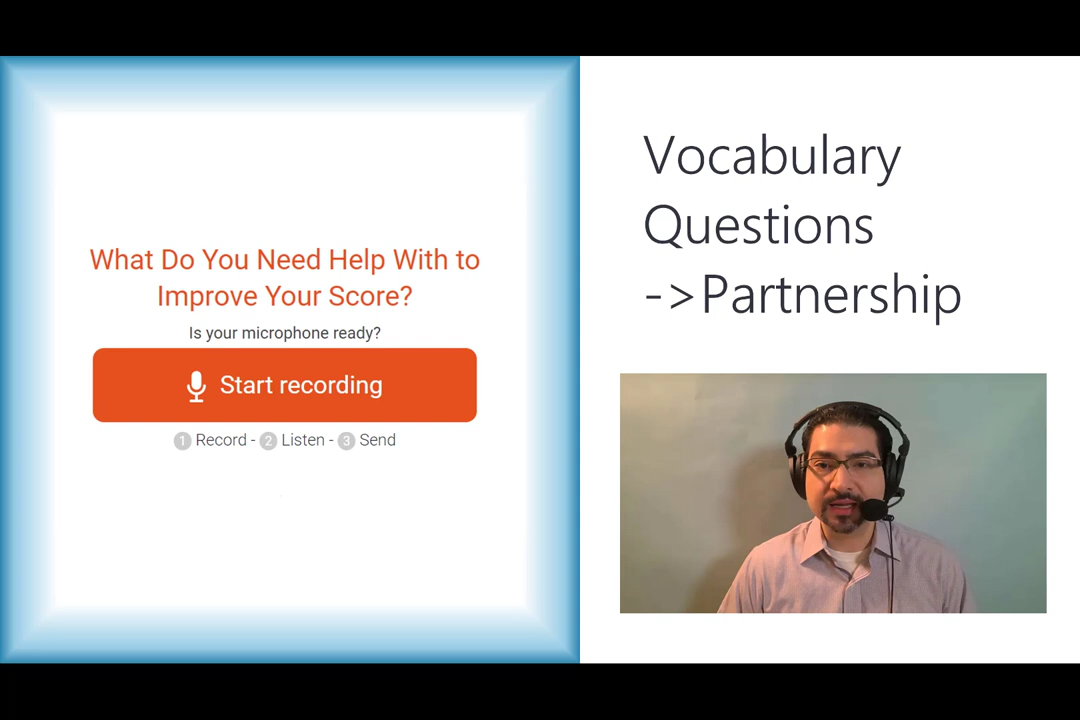 What Do You Need Help With to
Improve Your Score?
Is your microphone ready?
Start recording
1 Record - 2 Listen - 3 Send
Vocabulary
Questions
->Partnership